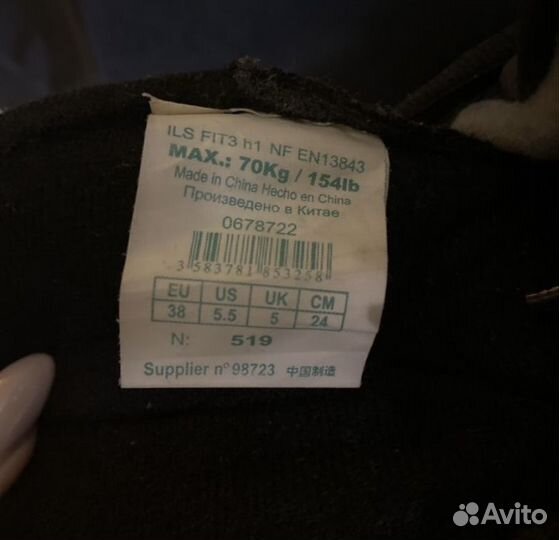 ILS FIT3 h1 NF EN13843
MAX.: 70Kg / 154lb
Made in China Hecho en China
Произведено в Китае
0678722
3 583781 853258
EU US UK CM
38 5.5 5 24
N: 519
Supplier n° 98723 中国制造
Avito